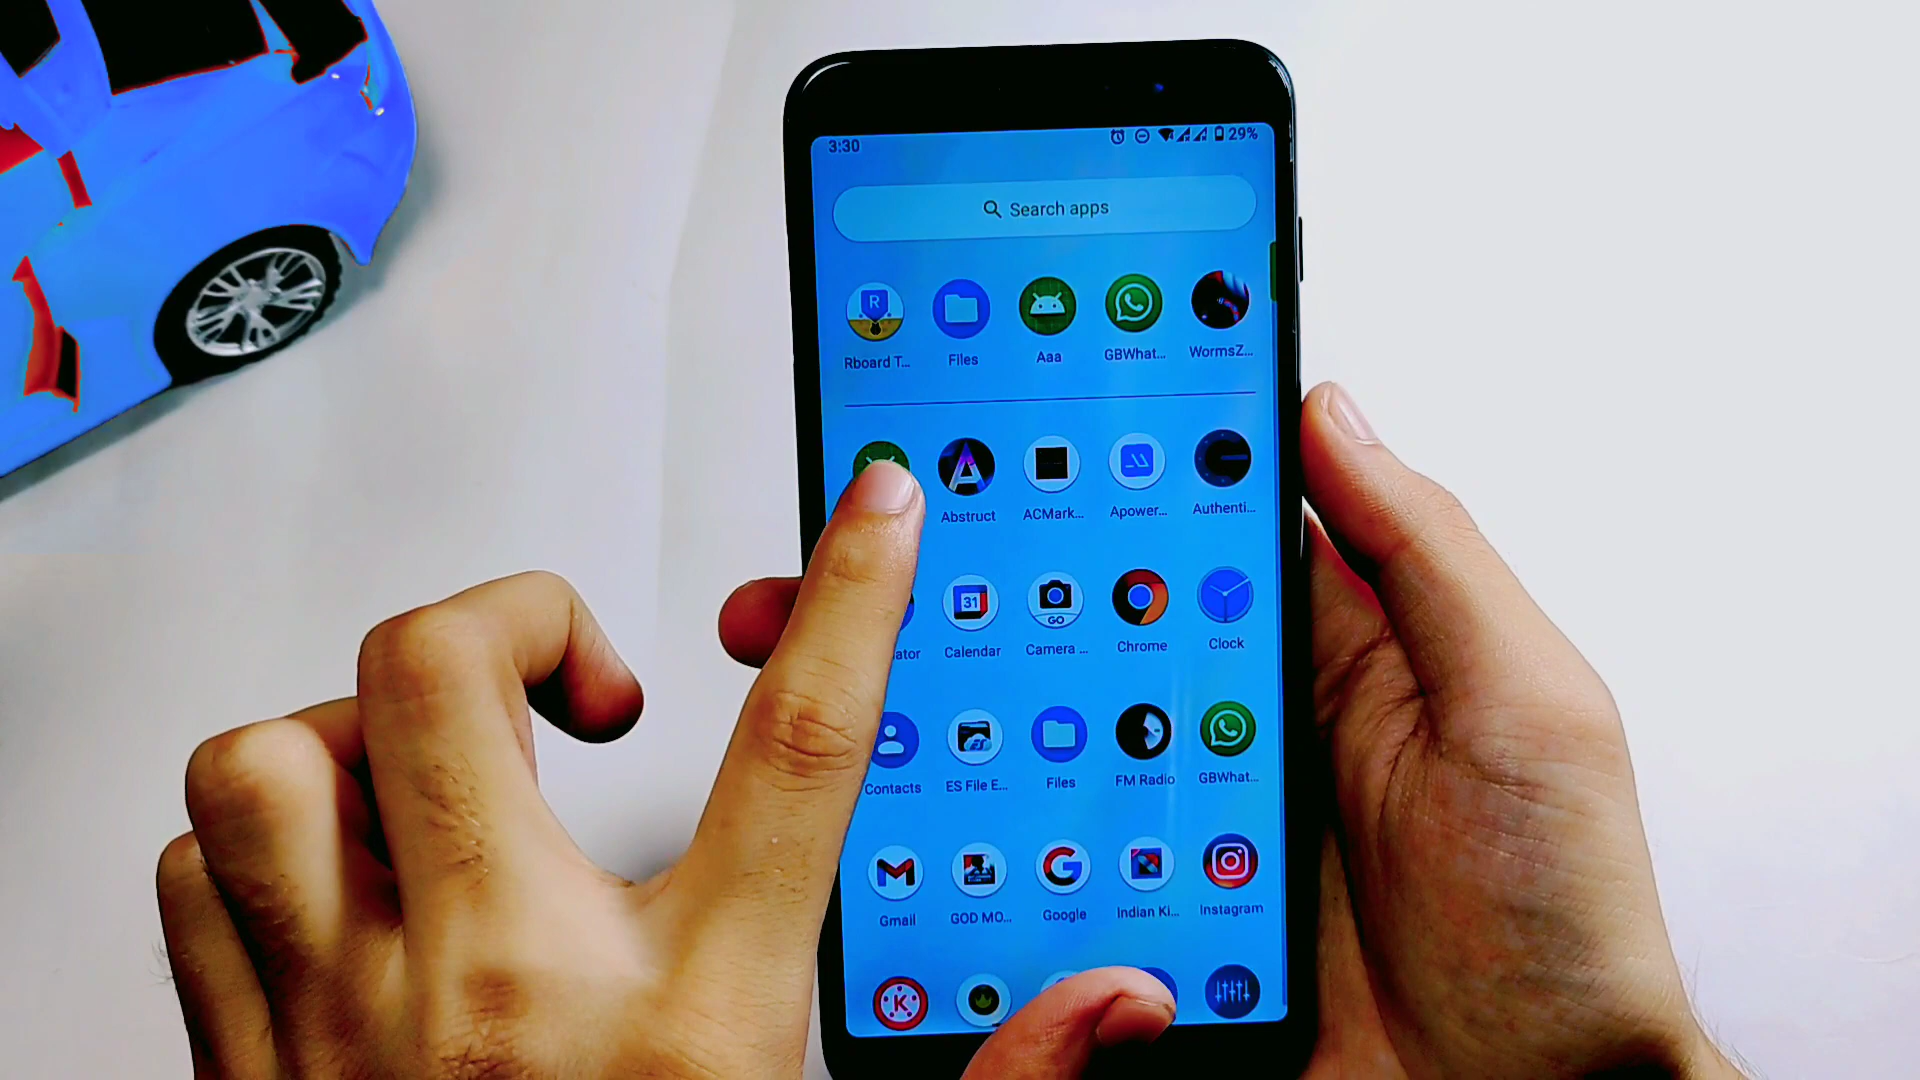 3:30 29%
Search apps
R
Rboard T... Files Aaa GBWhat... WormsZ...
Abstruct ACMark... Apower... Authenti...
31 GO
ator Calendar Camera ... Chrome Clock
ES
Contacts ES File E... Files FM Radio GBWhat...
Gmail GOD MO... Google Indian Ki... Instagram
K